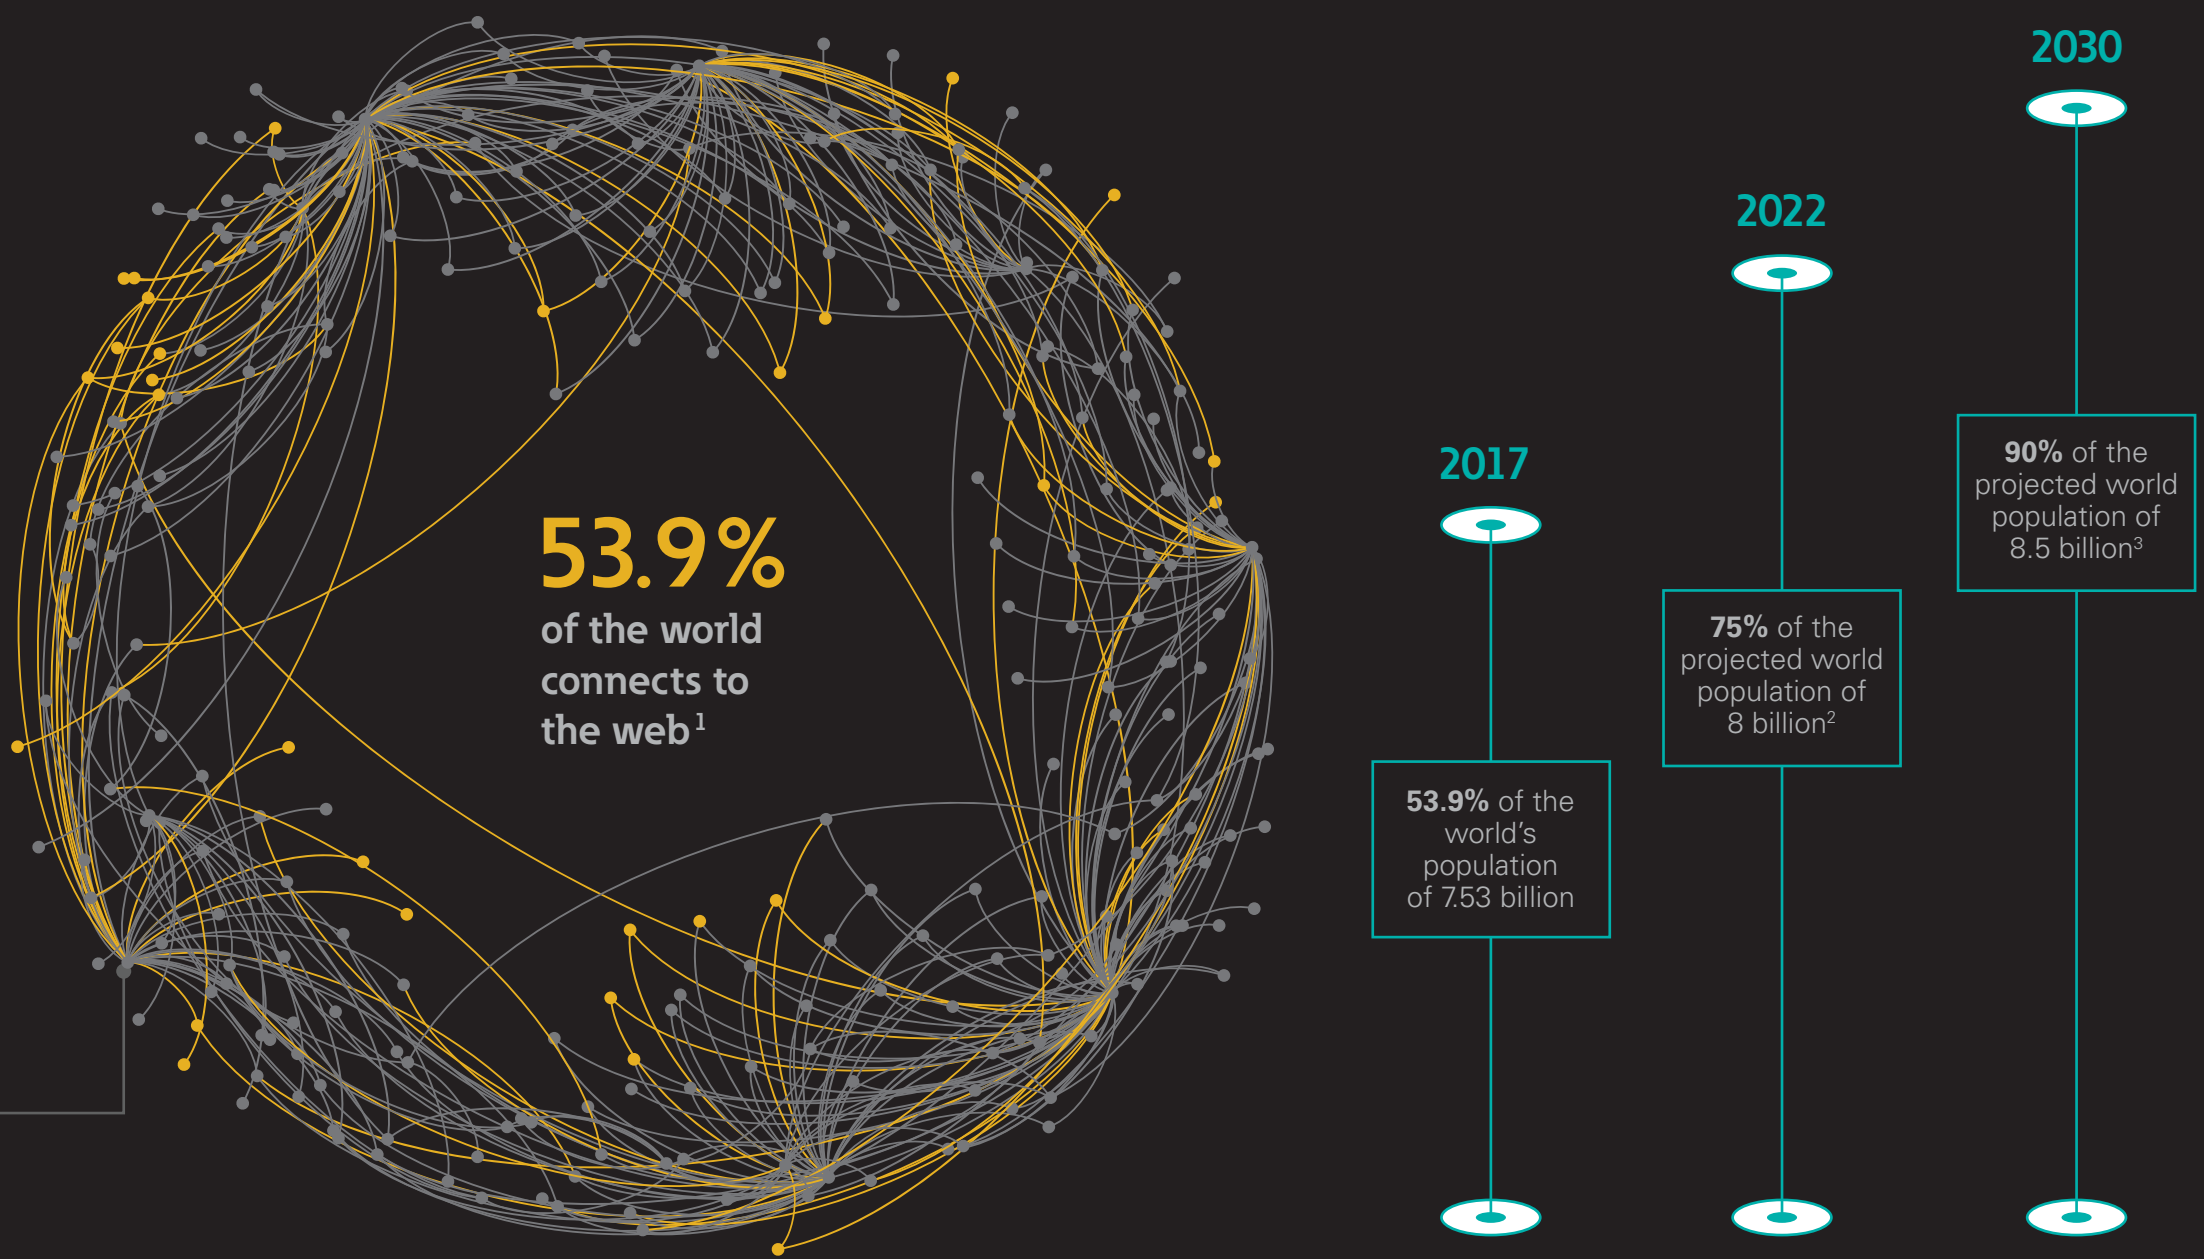 53.9%
of the world
connects to
the web¹
2017
53.9% of the
world's
population
of 7.53 billion
2022
75% of the
projected world
population of
8 billion²
2030
90% of the
projected world
population of
8.5 billion³